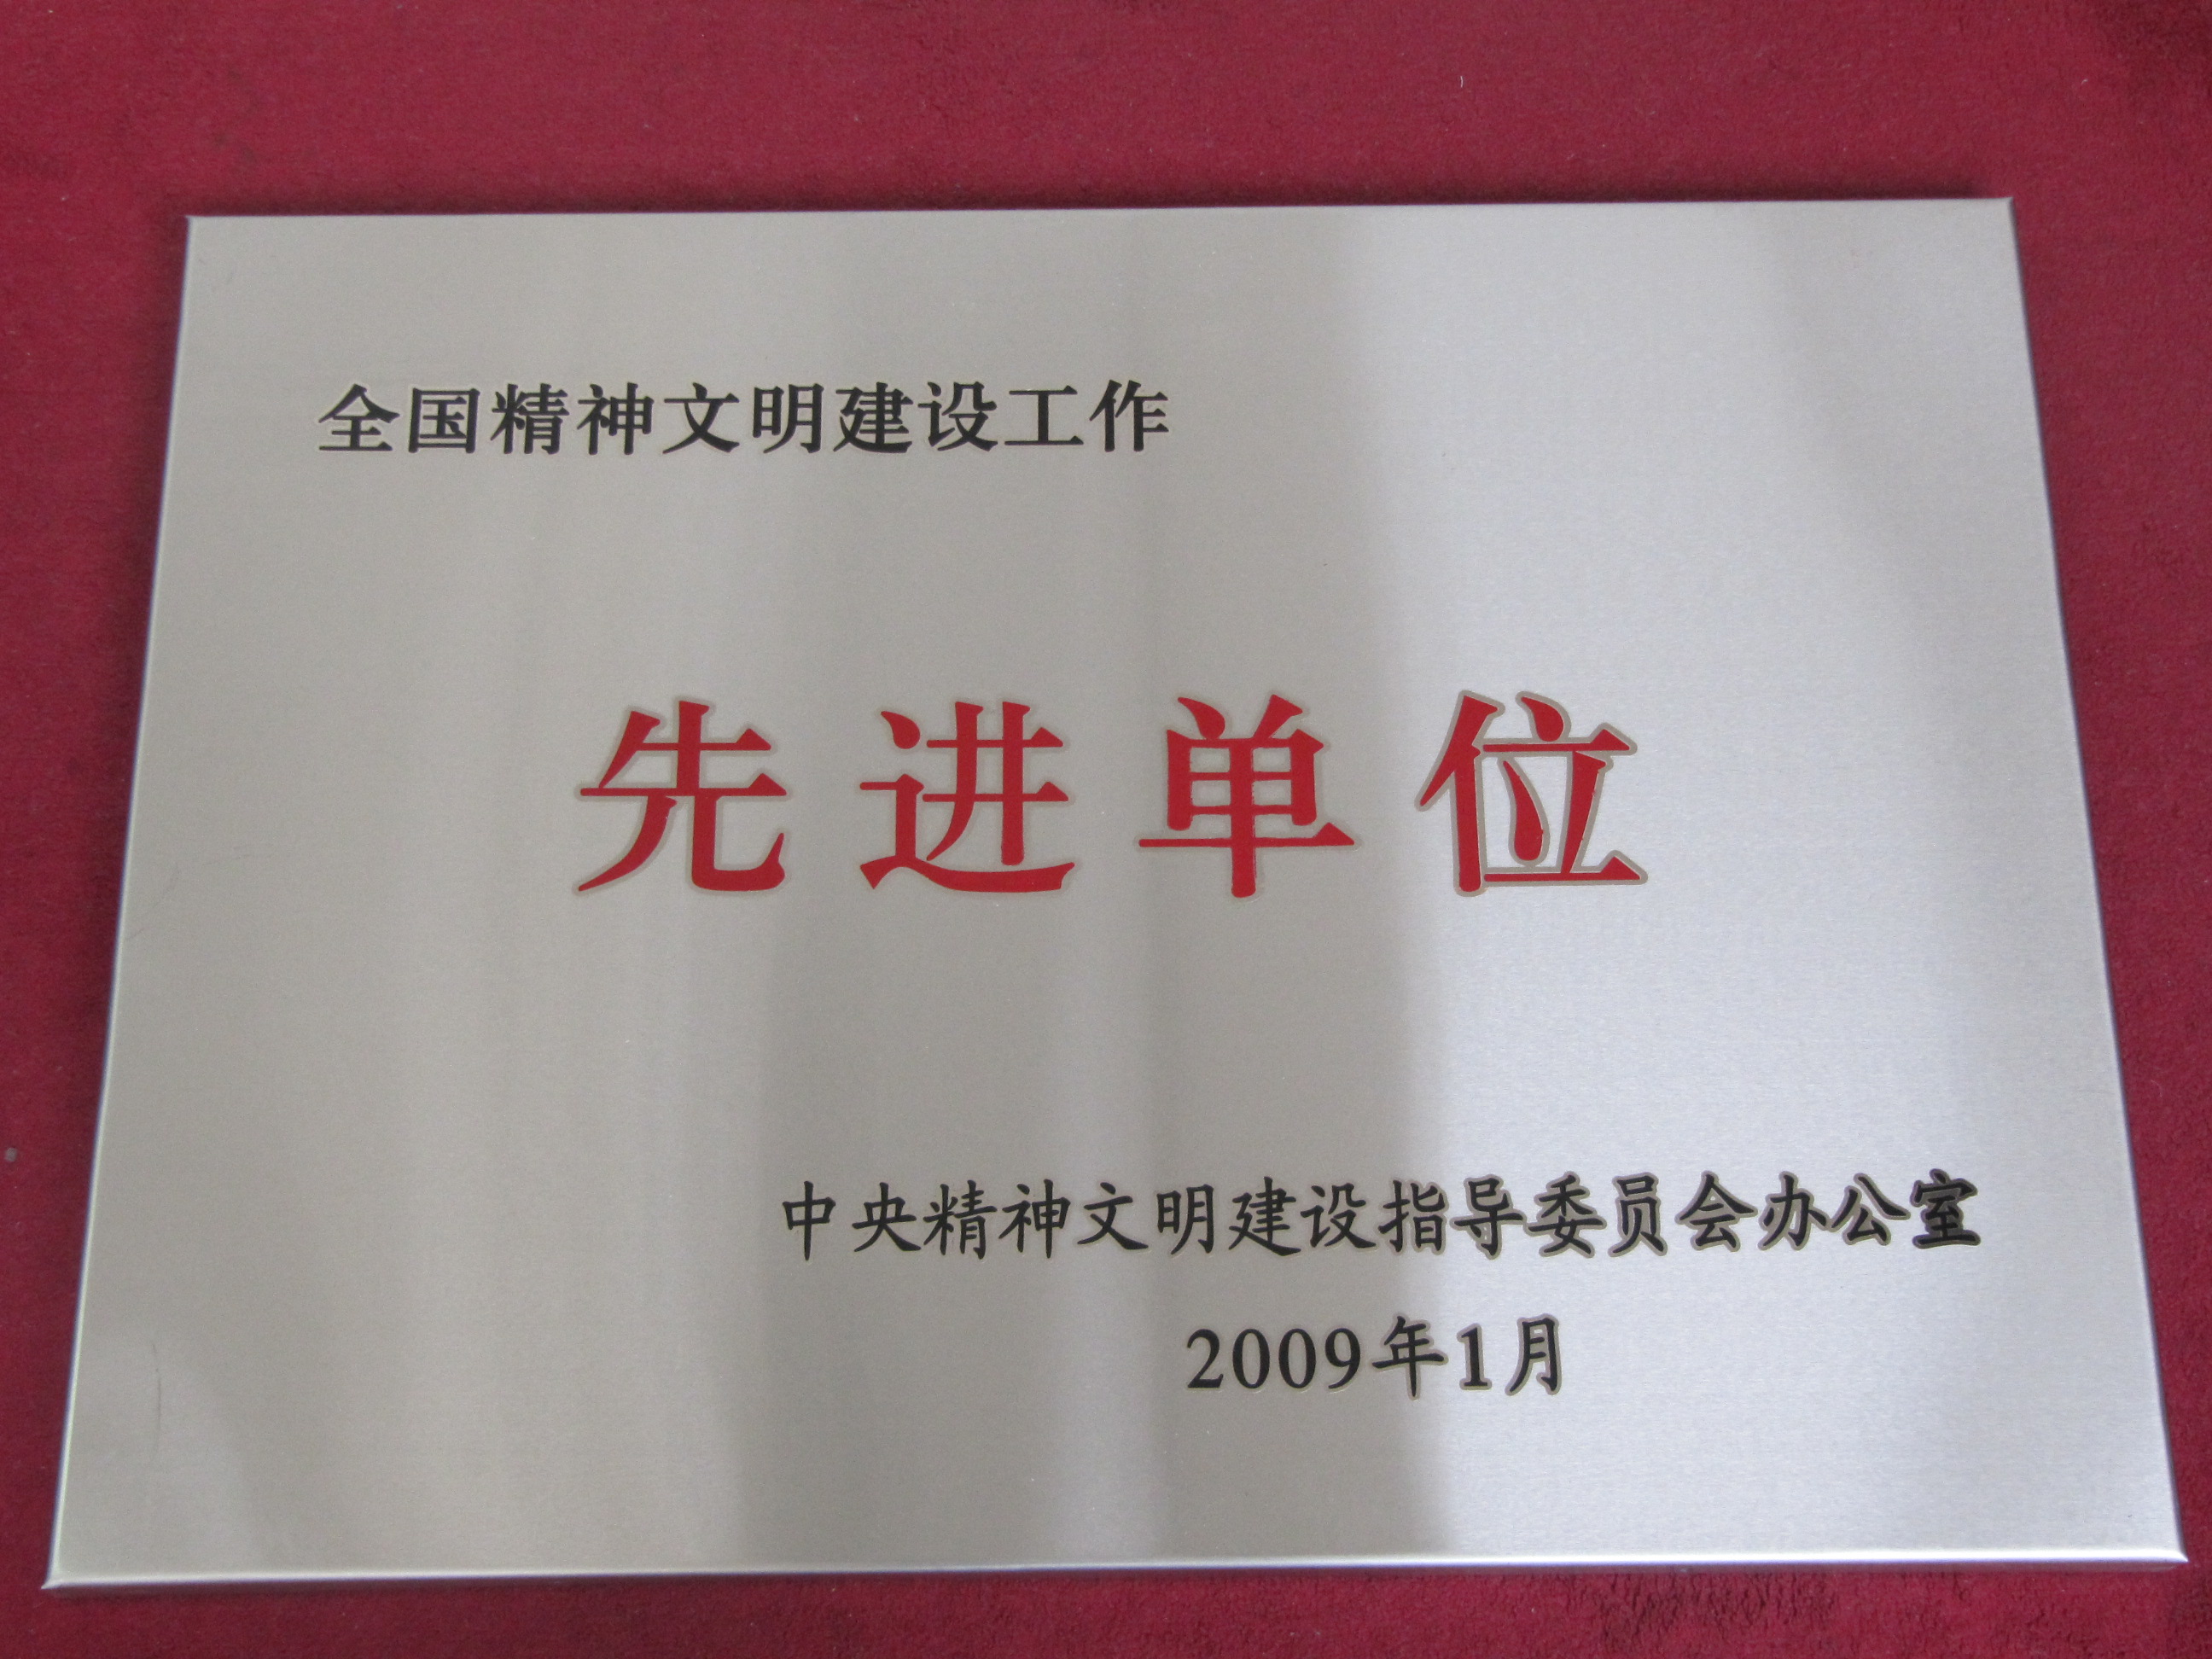 全国精神文明建设工作
先进单位
中央精神文明建设指导委员会办公室
2009年1月